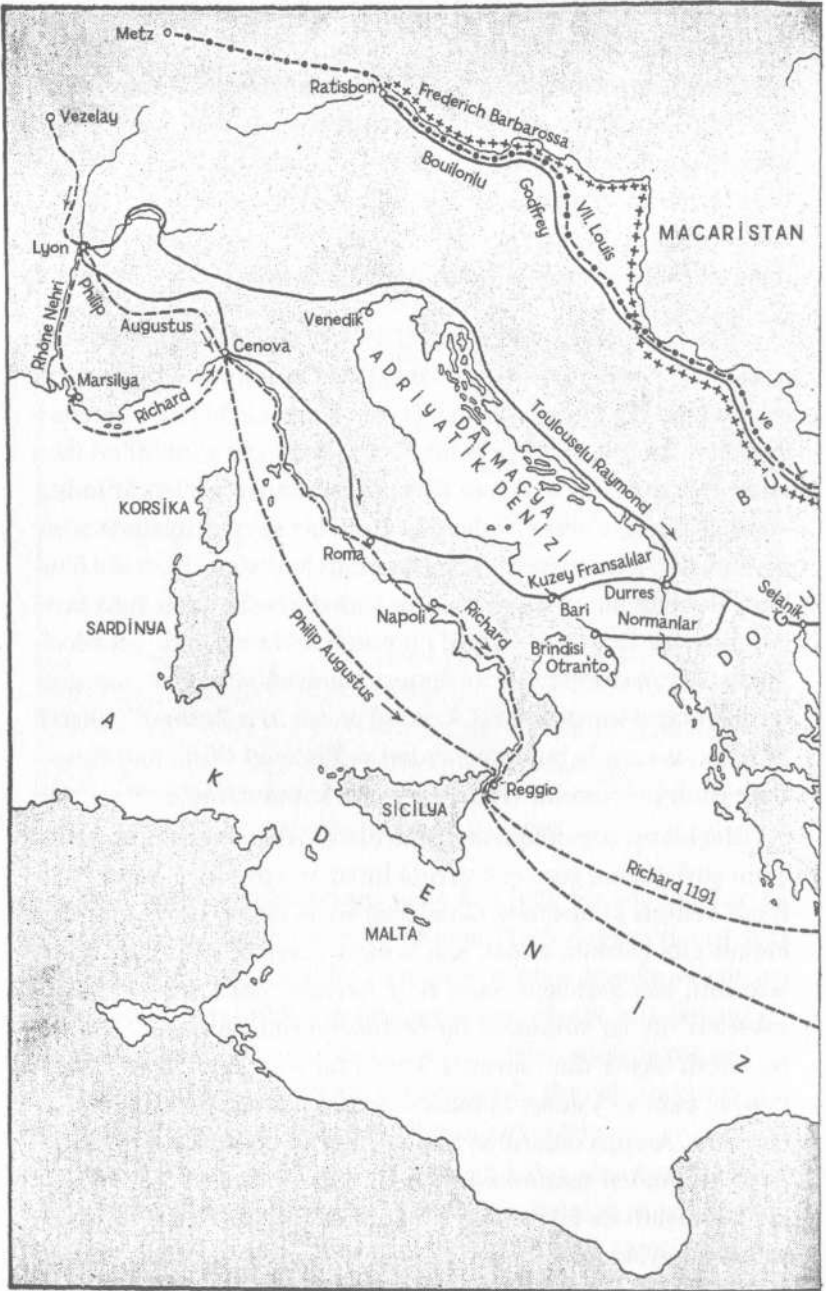 Metz
Ratisbon
Frederich Barbarossa
Vezelay
Bouilonlu
Godfrey
VII. Louis
MACARİSTAN
Lyon
Rhône Nehri
Philip
Augustus
Cenova
Venedik
Marsilya
Richard
ADRİYATİK DENİZİ
DALMAÇYA
Toulouselu Raymond
ve
KORSİKA
Roma
Kuzey Fransalılar
Durres
Selanik
SARDİNYA
Napoli
Richard
Bari
Normanlar
Brindisi
Otranto
Philip Augustus
Reggio
SİCİLYA
Richard 1191
MALTA
A K D E N İ Z